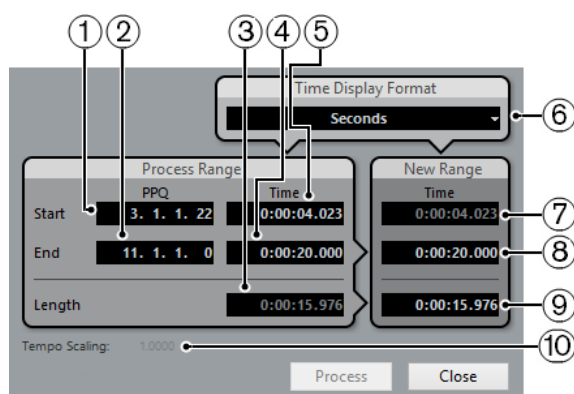 ① ② ③ ④ ⑤
Time Display Format
Seconds ⑥
Process Range New Range
PPQ Time Time
Start 3. 1. 1. 22 0:00:04.023 0:00:04.023 ⑦
End 11. 1. 1. 0 0:00:20.000 0:00:20.000 ⑧
Length 0:00:15.976 0:00:15.976 ⑨
Tempo Scaling: 1.0000 ⑩
Process Close